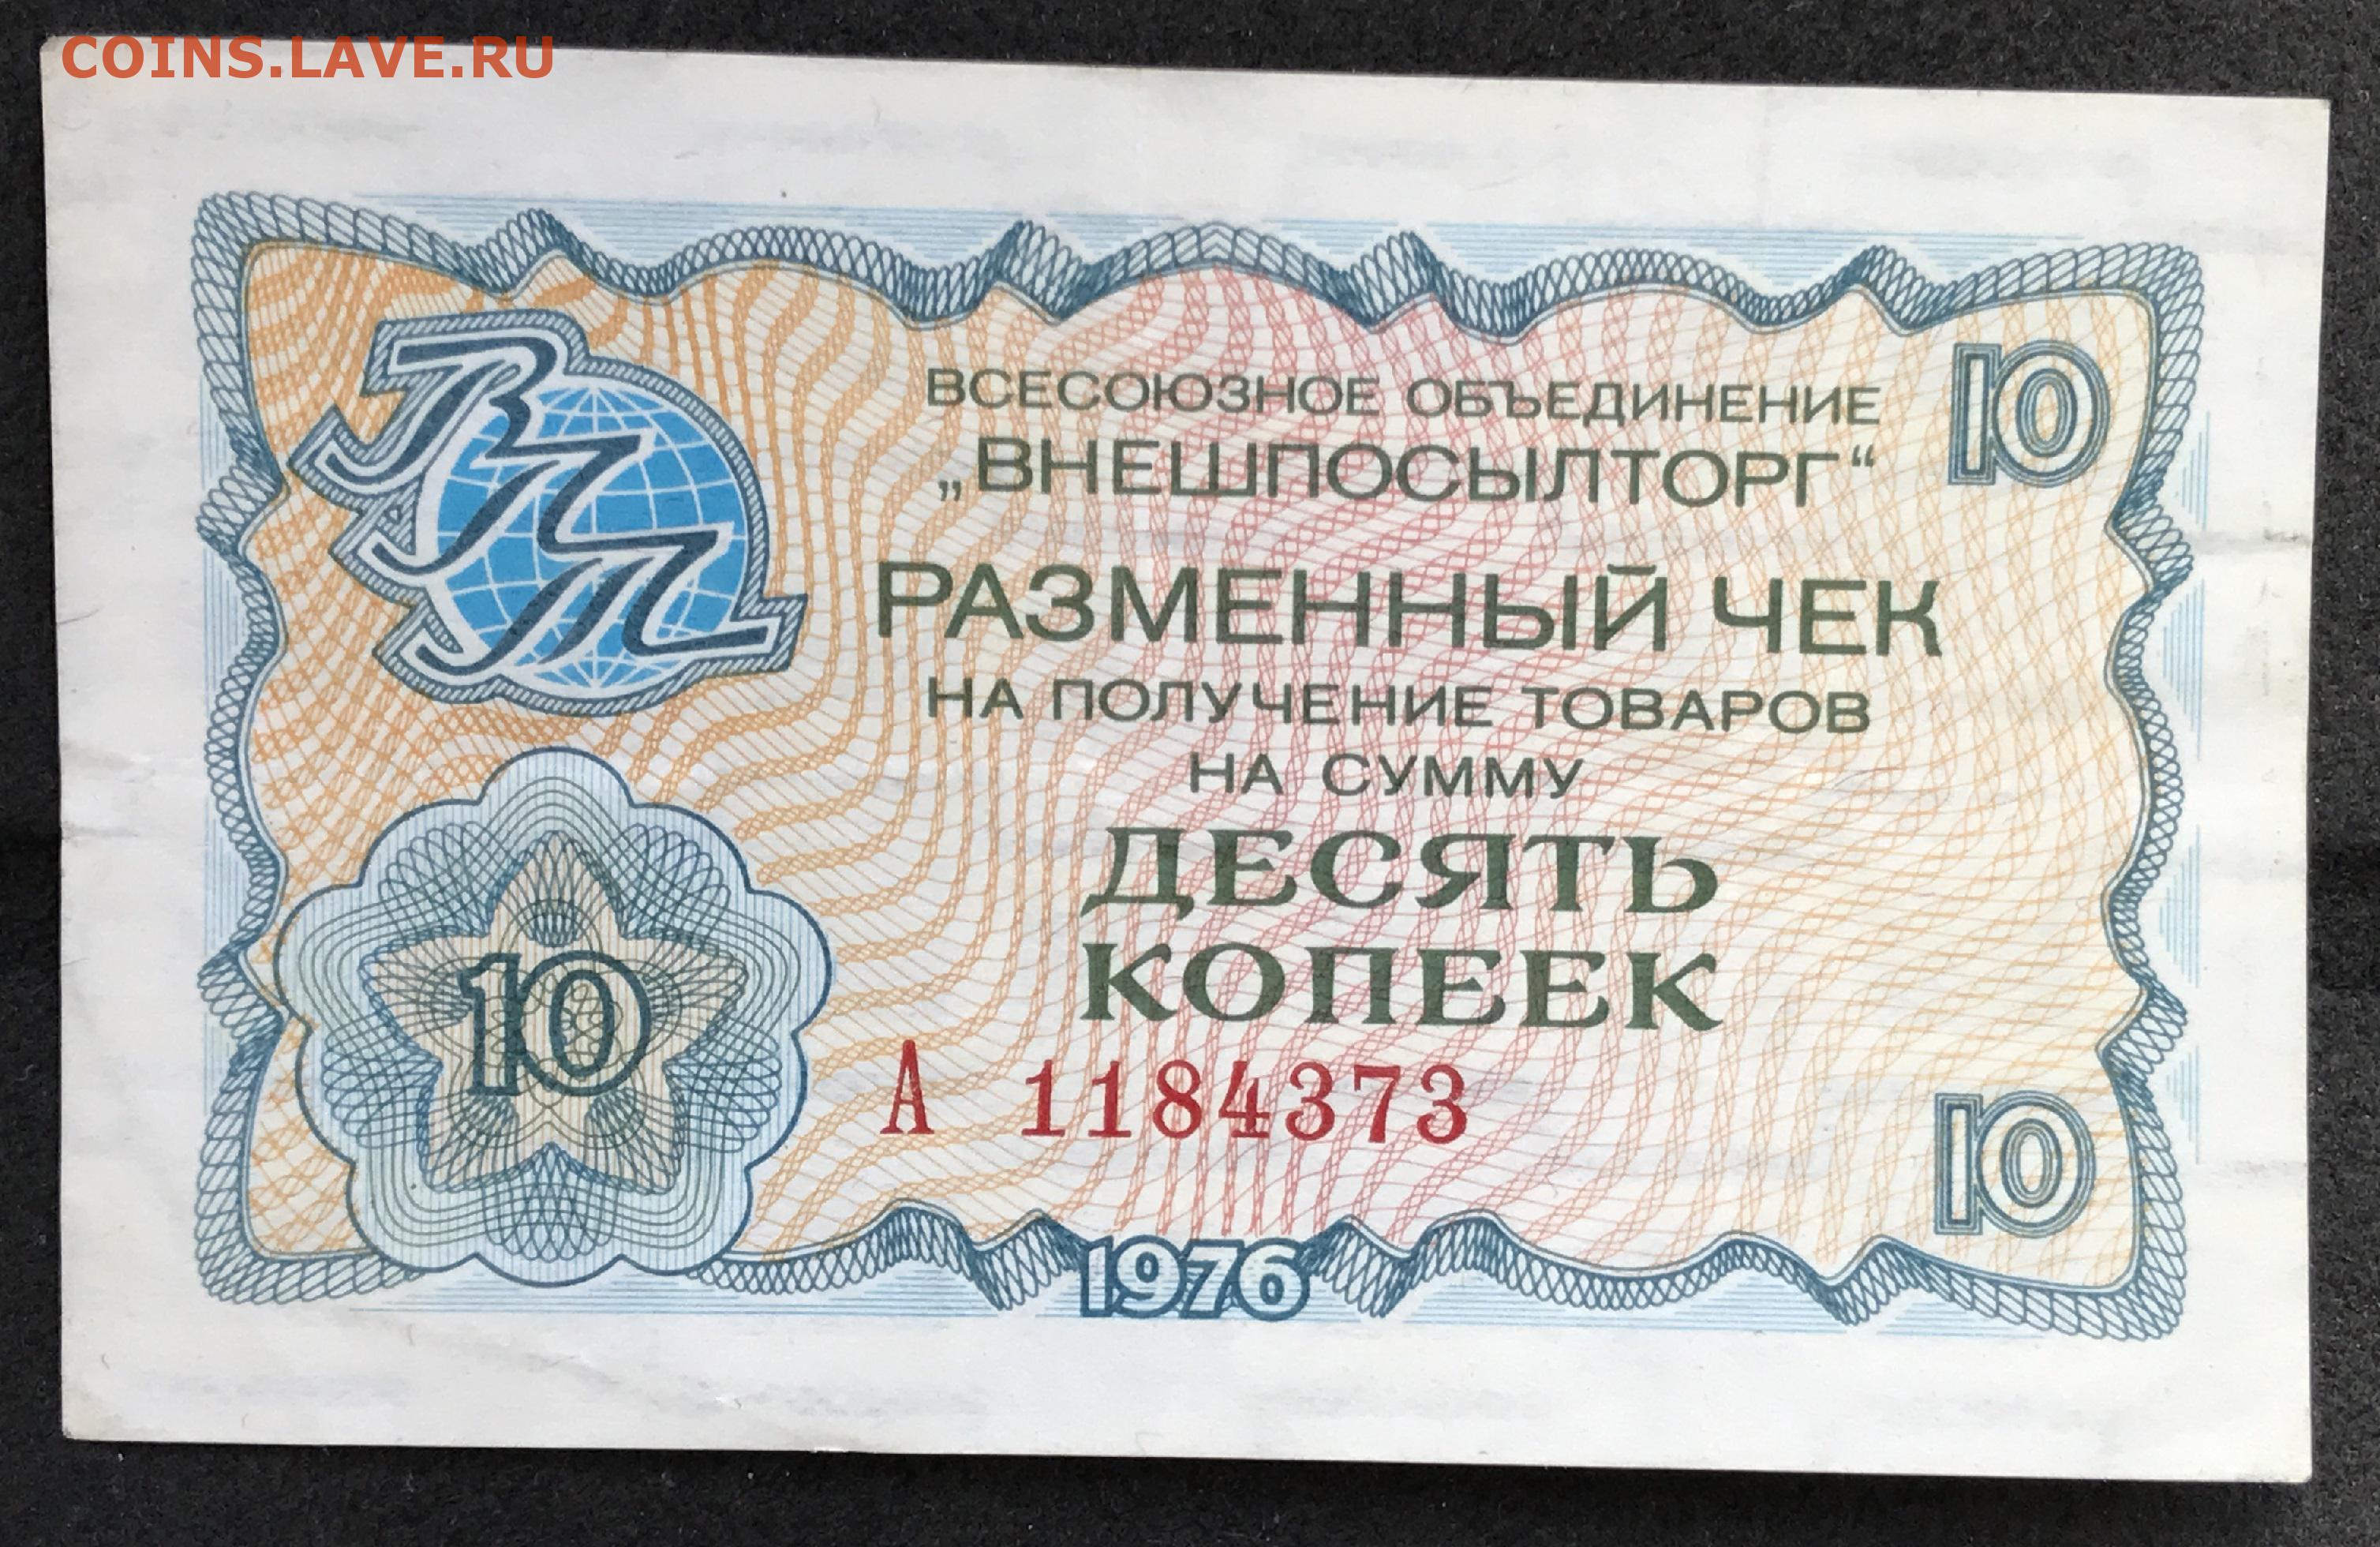 COINS.LAVE.RU
ВПТ
ВСЕСОЮЗНОЕ ОБЪЕДИНЕНИЕ
„ВНЕШПОСЫЛТОРГ“
10
РАЗМЕННЫЙ ЧЕК
НА ПОЛУЧЕНИЕ ТОВАРОВ
НА СУММУ
ДЕСЯТЬ
КОПЕЕК
10
А 1184373
10
1976